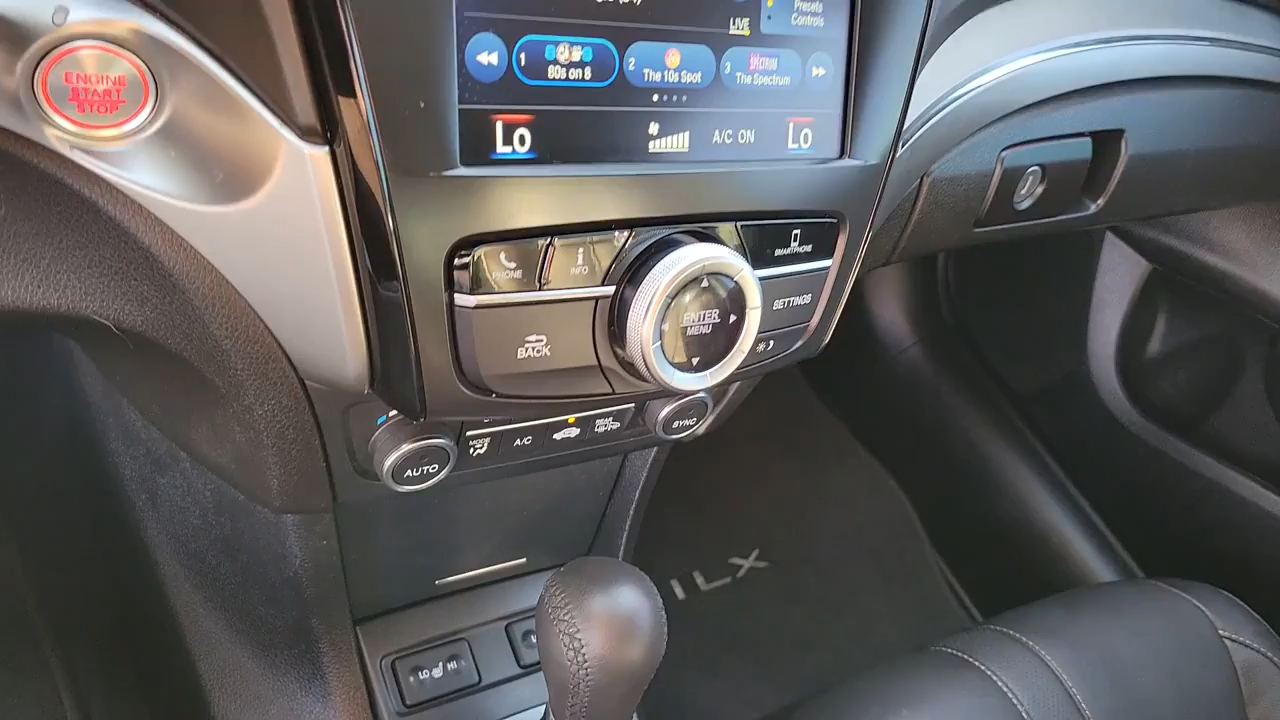 Presets
Controls
LIVE
1
80s on 8
2
The 10s Spot
3
SPECTRUM
The Spectrum
ENGINE
START
STOP
Lo
A/C ON
Lo
PHONE
INFO
SMARTPHONE
SETTINGS
ENTER
MENU
BACK
AUTO
MODE
A/C
REAR
SYNC
ILX
LO HI